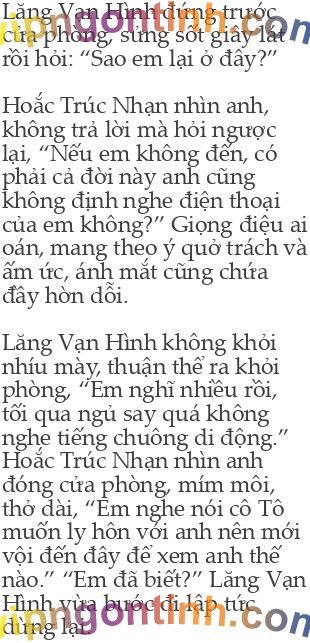 Lăng Vạn Hình đứng trước
cửa phòng, sửng sốt giây lát
rồi hỏi: “Sao em lại ở đây?”
Hoắc Trúc Nhạn nhìn anh,
không trả lời mà hỏi ngược
lại, “Nếu em không đến, có
phải cả đời này anh cũng
không định nghe điện thoại
của em không?” Giọng điệu ai
oán, mang theo ý quở trách và
ấm ức, ánh mắt cũng chứa
đầy hờn dỗi.
Lăng Vạn Hình không khỏi
nhíu mày, thuận thể ra khỏi
phòng, “Em nghĩ nhiều rồi,
tối qua ngủ say quá không
nghe tiếng chuông di động.”
Hoắc Trúc Nhạn nhìn anh
đóng cửa phòng, mím môi,
thở dài, “Em nghe nói cô Tô
muốn ly hôn với anh nên mới
vội đến đây để xem anh thế
nào.” “Em đã biết?” Lăng Vạn
Hình vừa bước đi lập tức
dừng lại.
vipngontinh.com
vipngontinh.com